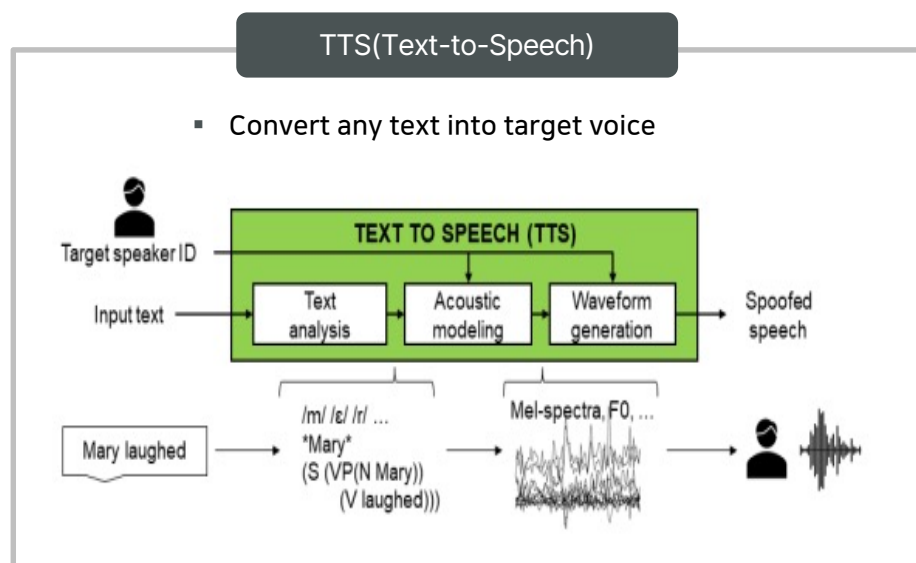 TTS(Text-to-Speech)
▪ Convert any text into target voice
TEXT TO SPEECH (TTS)
Target speaker ID
Input text
Text
analysis
Acoustic
modeling
Waveform
generation
Spoofed
speech
Mary laughed
/m/ /ɛ/ /r/ …
*Mary*
(S (VP(N Mary))
(V laughed)))
Mel-spectra, F0, …